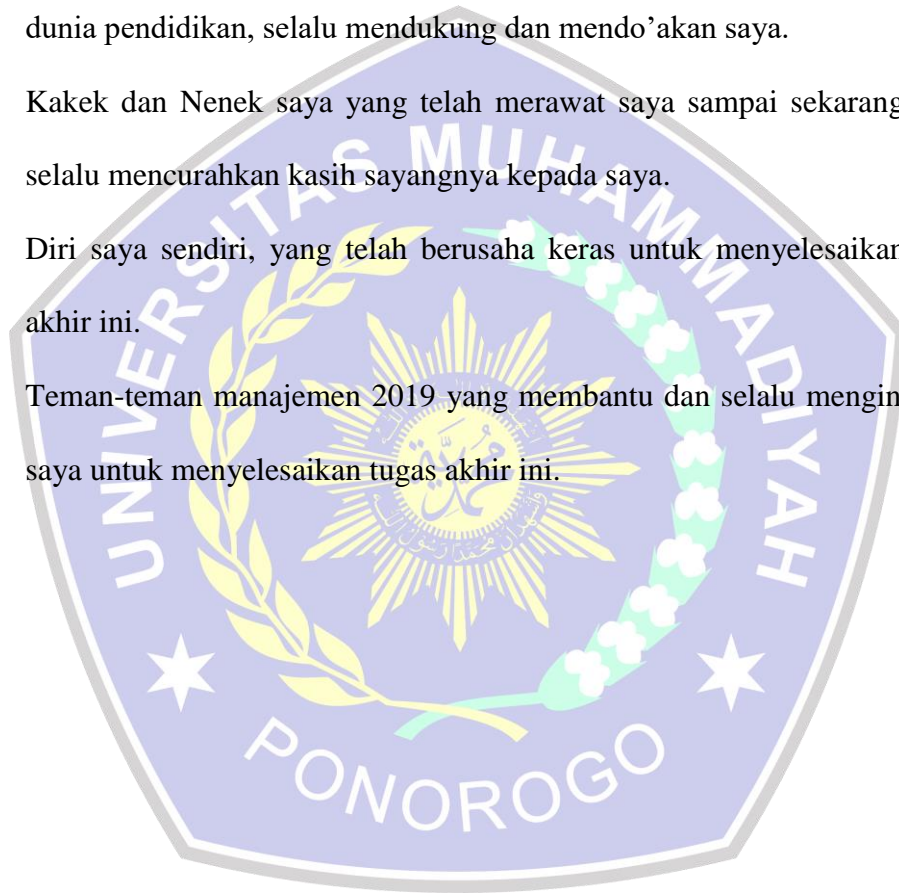 dunia pendidikan, selalu mendukung dan mendo’akan saya.
Kakek dan Nenek saya yang telah merawat saya sampai sekarang
selalu mencurahkan kasih sayangnya kepada saya.
Diri saya sendiri, yang telah berusaha keras untuk menyelesaikan
akhir ini.
Teman-teman manajemen 2019 yang membantu dan selalu mengin
saya untuk menyelesaikan tugas akhir ini.
UNIVERSITAS MUHAMMADIYAH
محمدية
PONOROGO